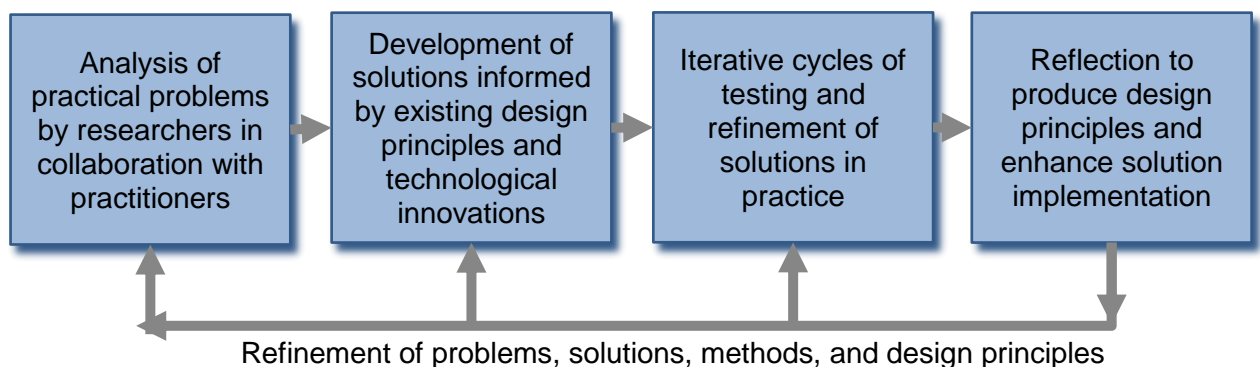 Analysis of
practical problems
by researchers in
collaboration with
practitioners
Development of
solutions informed
by existing design
principles and
technological
innovations
Iterative cycles of
testing and
refinement of
solutions in
practice
Reflection to
produce design
principles and
enhance solution
implementation
Refinement of problems, solutions, methods, and design principles